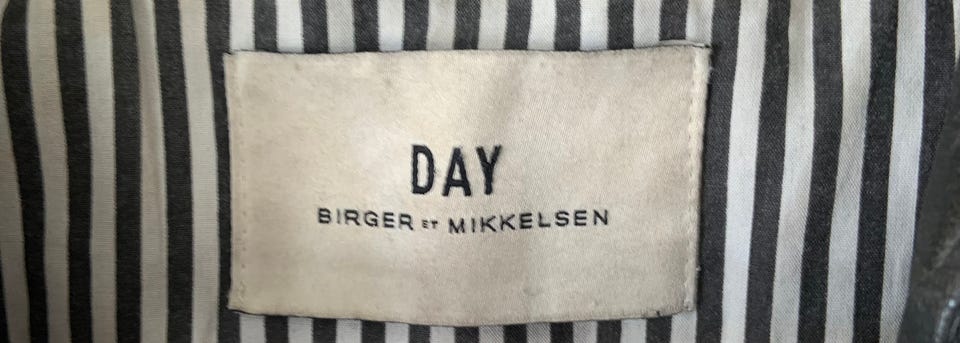 DAY
BIRGER ET MIKKELSEN